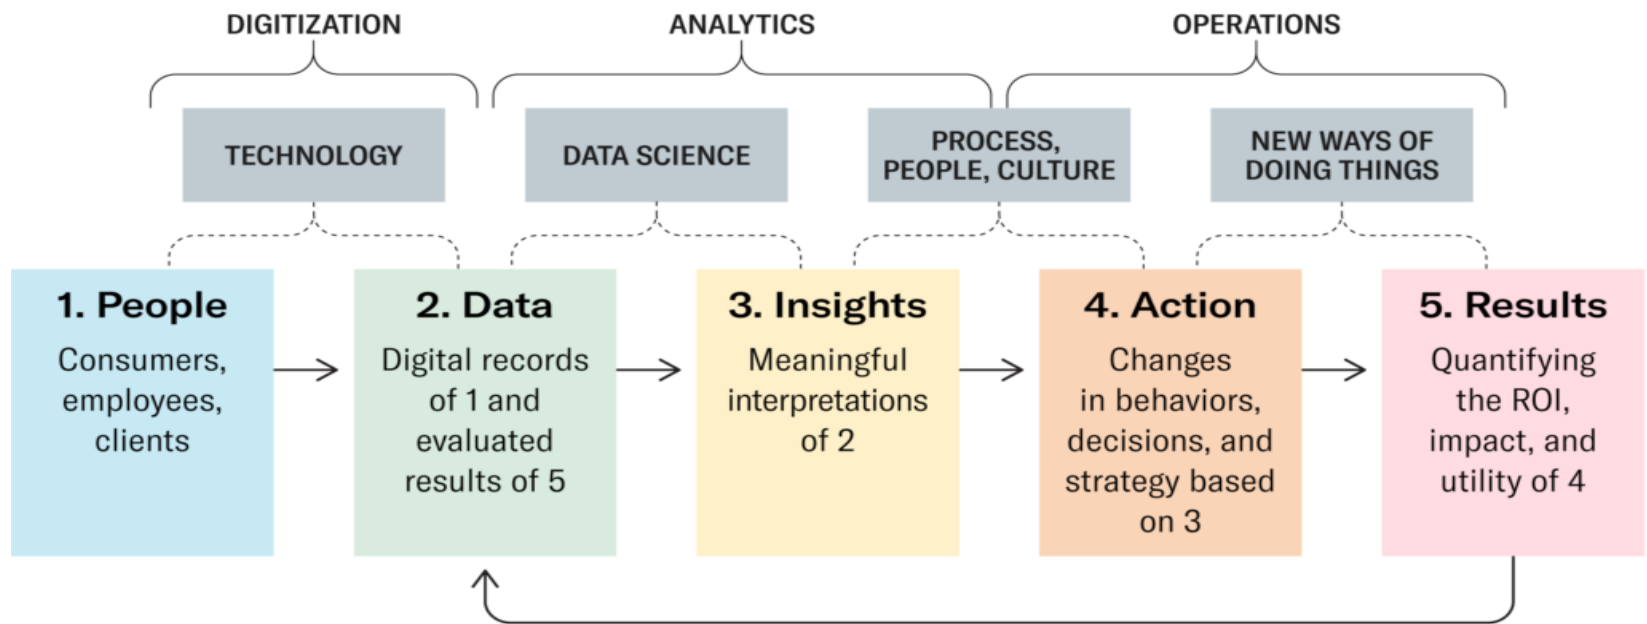 DIGITIZATION
ANALYTICS
OPERATIONS
TECHNOLOGY
DATA SCIENCE
PROCESS,
PEOPLE, CULTURE
NEW WAYS OF
DOING THINGS
1. People
Consumers,
employees,
clients
2. Data
Digital records
of 1 and
evaluated
results of 5
3. Insights
Meaningful
interpretations
of 2
4. Action
Changes
in behaviors,
decisions, and
strategy based
on 3
5. Results
Quantifying
the ROI,
impact, and
utility of 4